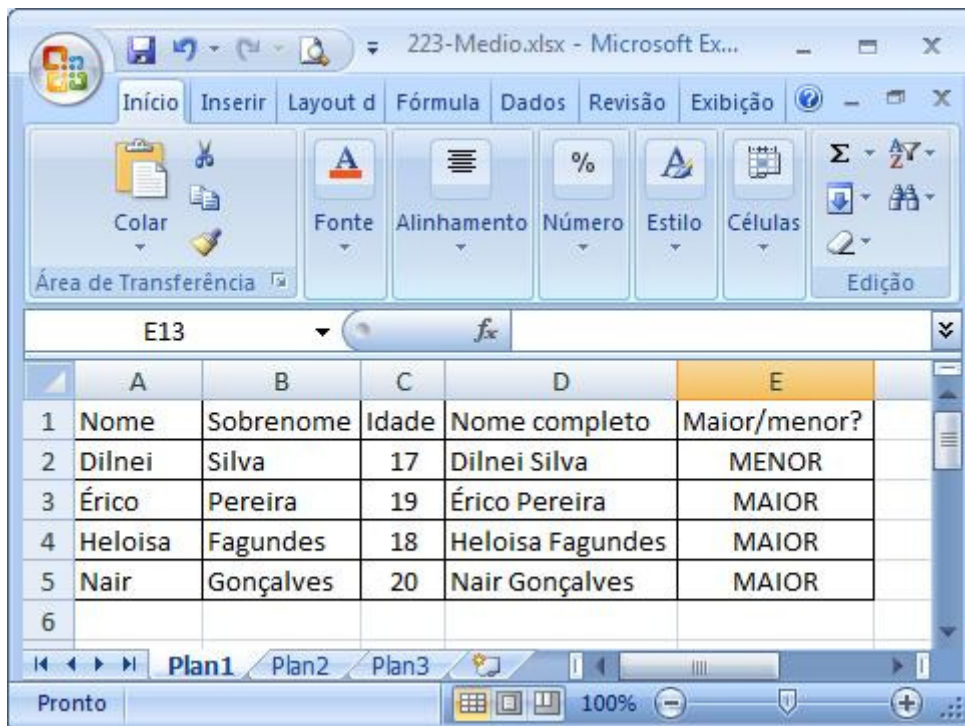 223-Medio.xlsx - Microsoft Ex...
Início Inserir Layout d Fórmula Dados Revisão Exibição
Colar Fonte Alinhamento Número Estilo Células
Área de Transferência Edição
E13 fx
A B C D E
1 Nome Sobrenome Idade Nome completo Maior/menor?
2 Dilnei Silva 17 Dilnei Silva MENOR
3 Érico Pereira 19 Érico Pereira MAIOR
4 Heloisa Fagundes 18 Heloisa Fagundes MAIOR
5 Nair Gonçalves 20 Nair Gonçalves MAIOR
6
Plan1 Plan2 Plan3
Pronto 100%